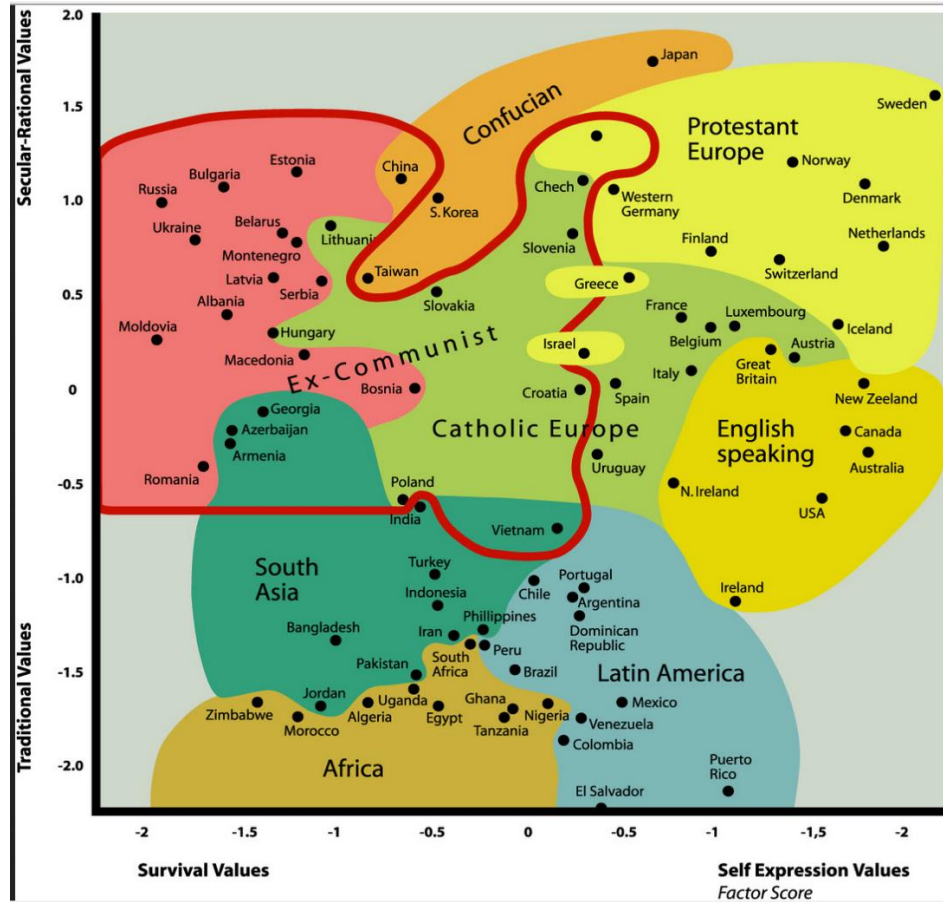 Secular-Rational Values
Traditional Values
2.0
1.5
1.0
0.5
0
-0.5
-1.0
-1.5
-2.0
Japan
Confucian
Sweden
Protestant
Europe
Estonia
China
Norway
Bulgaria
Russia
S. Korea
Chech
Western
Germany
Denmark
Ukraine
Belarus
Montenegro
Lithuania
Slovenia
Finland
Netherlands
Switzerland
Latvia
Serbia
Taiwan
Slovakia
Greece
Albania
France
Luxembourg
Belgium
Iceland
Moldovia
Hungary
Macedonia
Ex-Communist
Israel
Austria
Great
Britain
Italy
Bosnia
Croatia
Spain
New Zeeland
Georgia
Azerbaijan
Armenia
Catholic Europe
English
speaking
Canada
Australia
Romania
Uruguay
N. Ireland
USA
Poland
India
Vietnam
South
Asia
Turkey
Indonesia
Chile
Portugal
Argentina
Dominican
Republic
Ireland
Bangladesh
Iran
Phillippines
South
Africa
Peru
Brazil
Latin America
Pakistan
Uganda
Zimbabwe
Jordan
Morocco
Algeria
Egypt
Ghana
Tanzania
Nigeria
Mexico
Venezuela
Colombia
Africa
Puerto
Rico
El Salvador
-2
-1.5
-1
-0.5
0
-0.5
-1
-1,5
-2
Survival Values
Self Expression Values
Factor Score